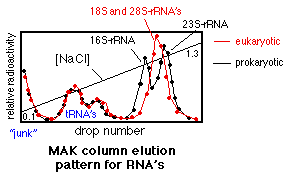 18S and 28S-rRNA's
23S-rRNA
16S-rRNA
eukaryotic
prokaryotic
[NaCl]
1.3
relative radioactivity
0.1
tRNA's
"junk"
drop number
MAK column elution
pattern for RNA's